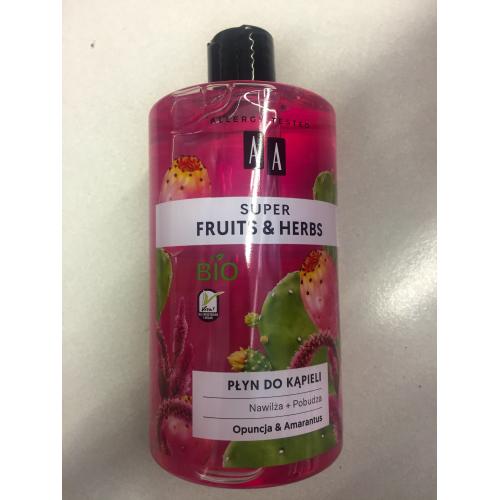 ALLERGY TESTED
AA
SUPER
FRUITS & HERBS
BIO
PŁYN DO KĄPIELI
Nawilża + Pobudza
Opuncja & Amarantus